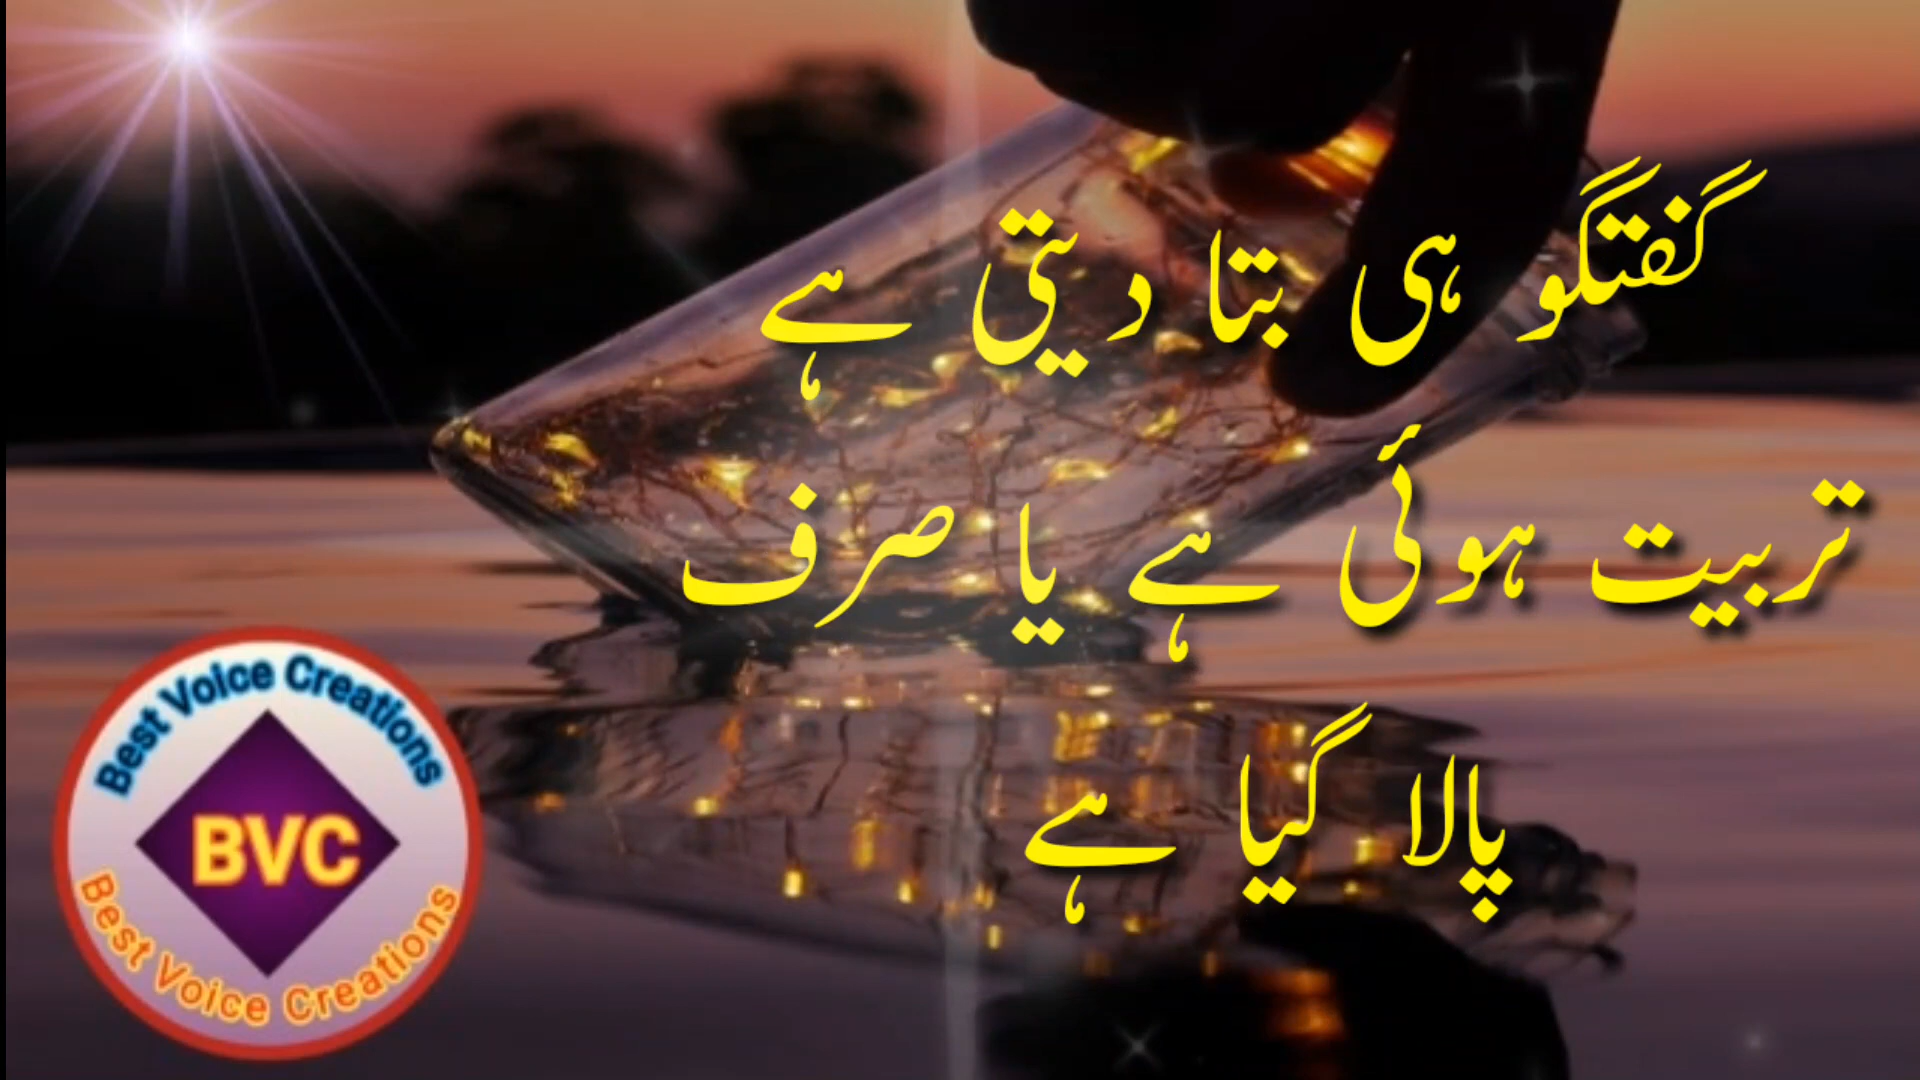 گفتگو ہی بتا دیتی ہے
تربیت ہوئی ہے یا صرف
پالا گیا ہے
Best Voice Creations
BVC
Best Voice Creations